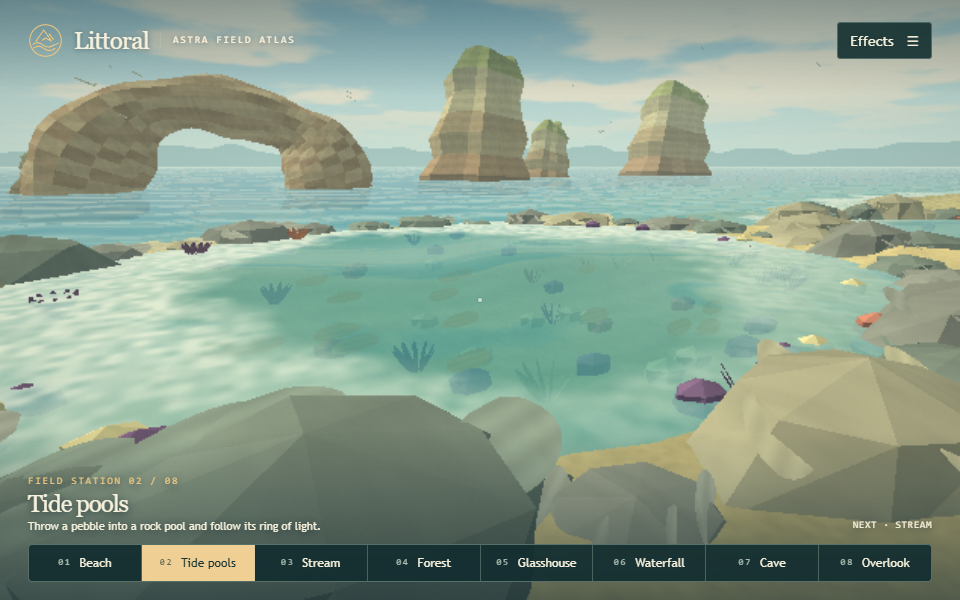 Littoral
ASTRA FIELD ATLAS
Effects
FIELD STATION 02 / 08
Tide pools
Throw a pebble into a rock pool and follow its ring of light.
NEXT · STREAM
01 Beach
02 Tide pools
03 Stream
04 Forest
05 Glasshouse
06 Waterfall
07 Cave
08 Overlook